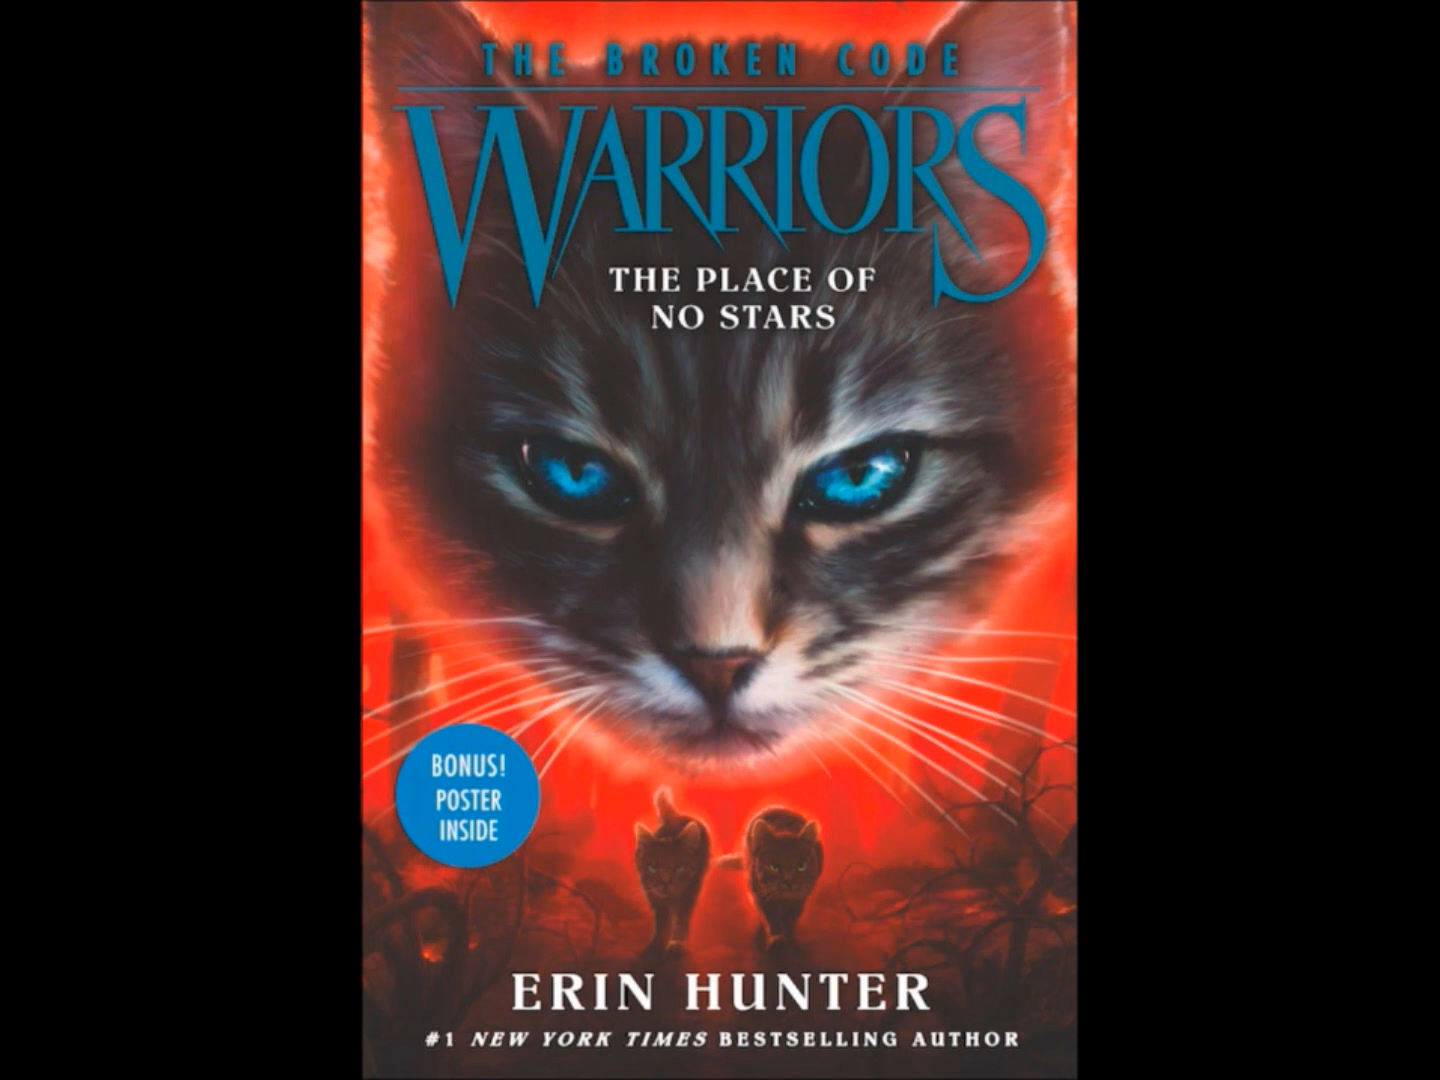 THE BROKEN CODE
WARRIORS
THE PLACE OF
NO STARS
BONUS!
POSTER
INSIDE
ERIN HUNTER
#1 NEW YORK TIMES BESTSELLING AUTHOR